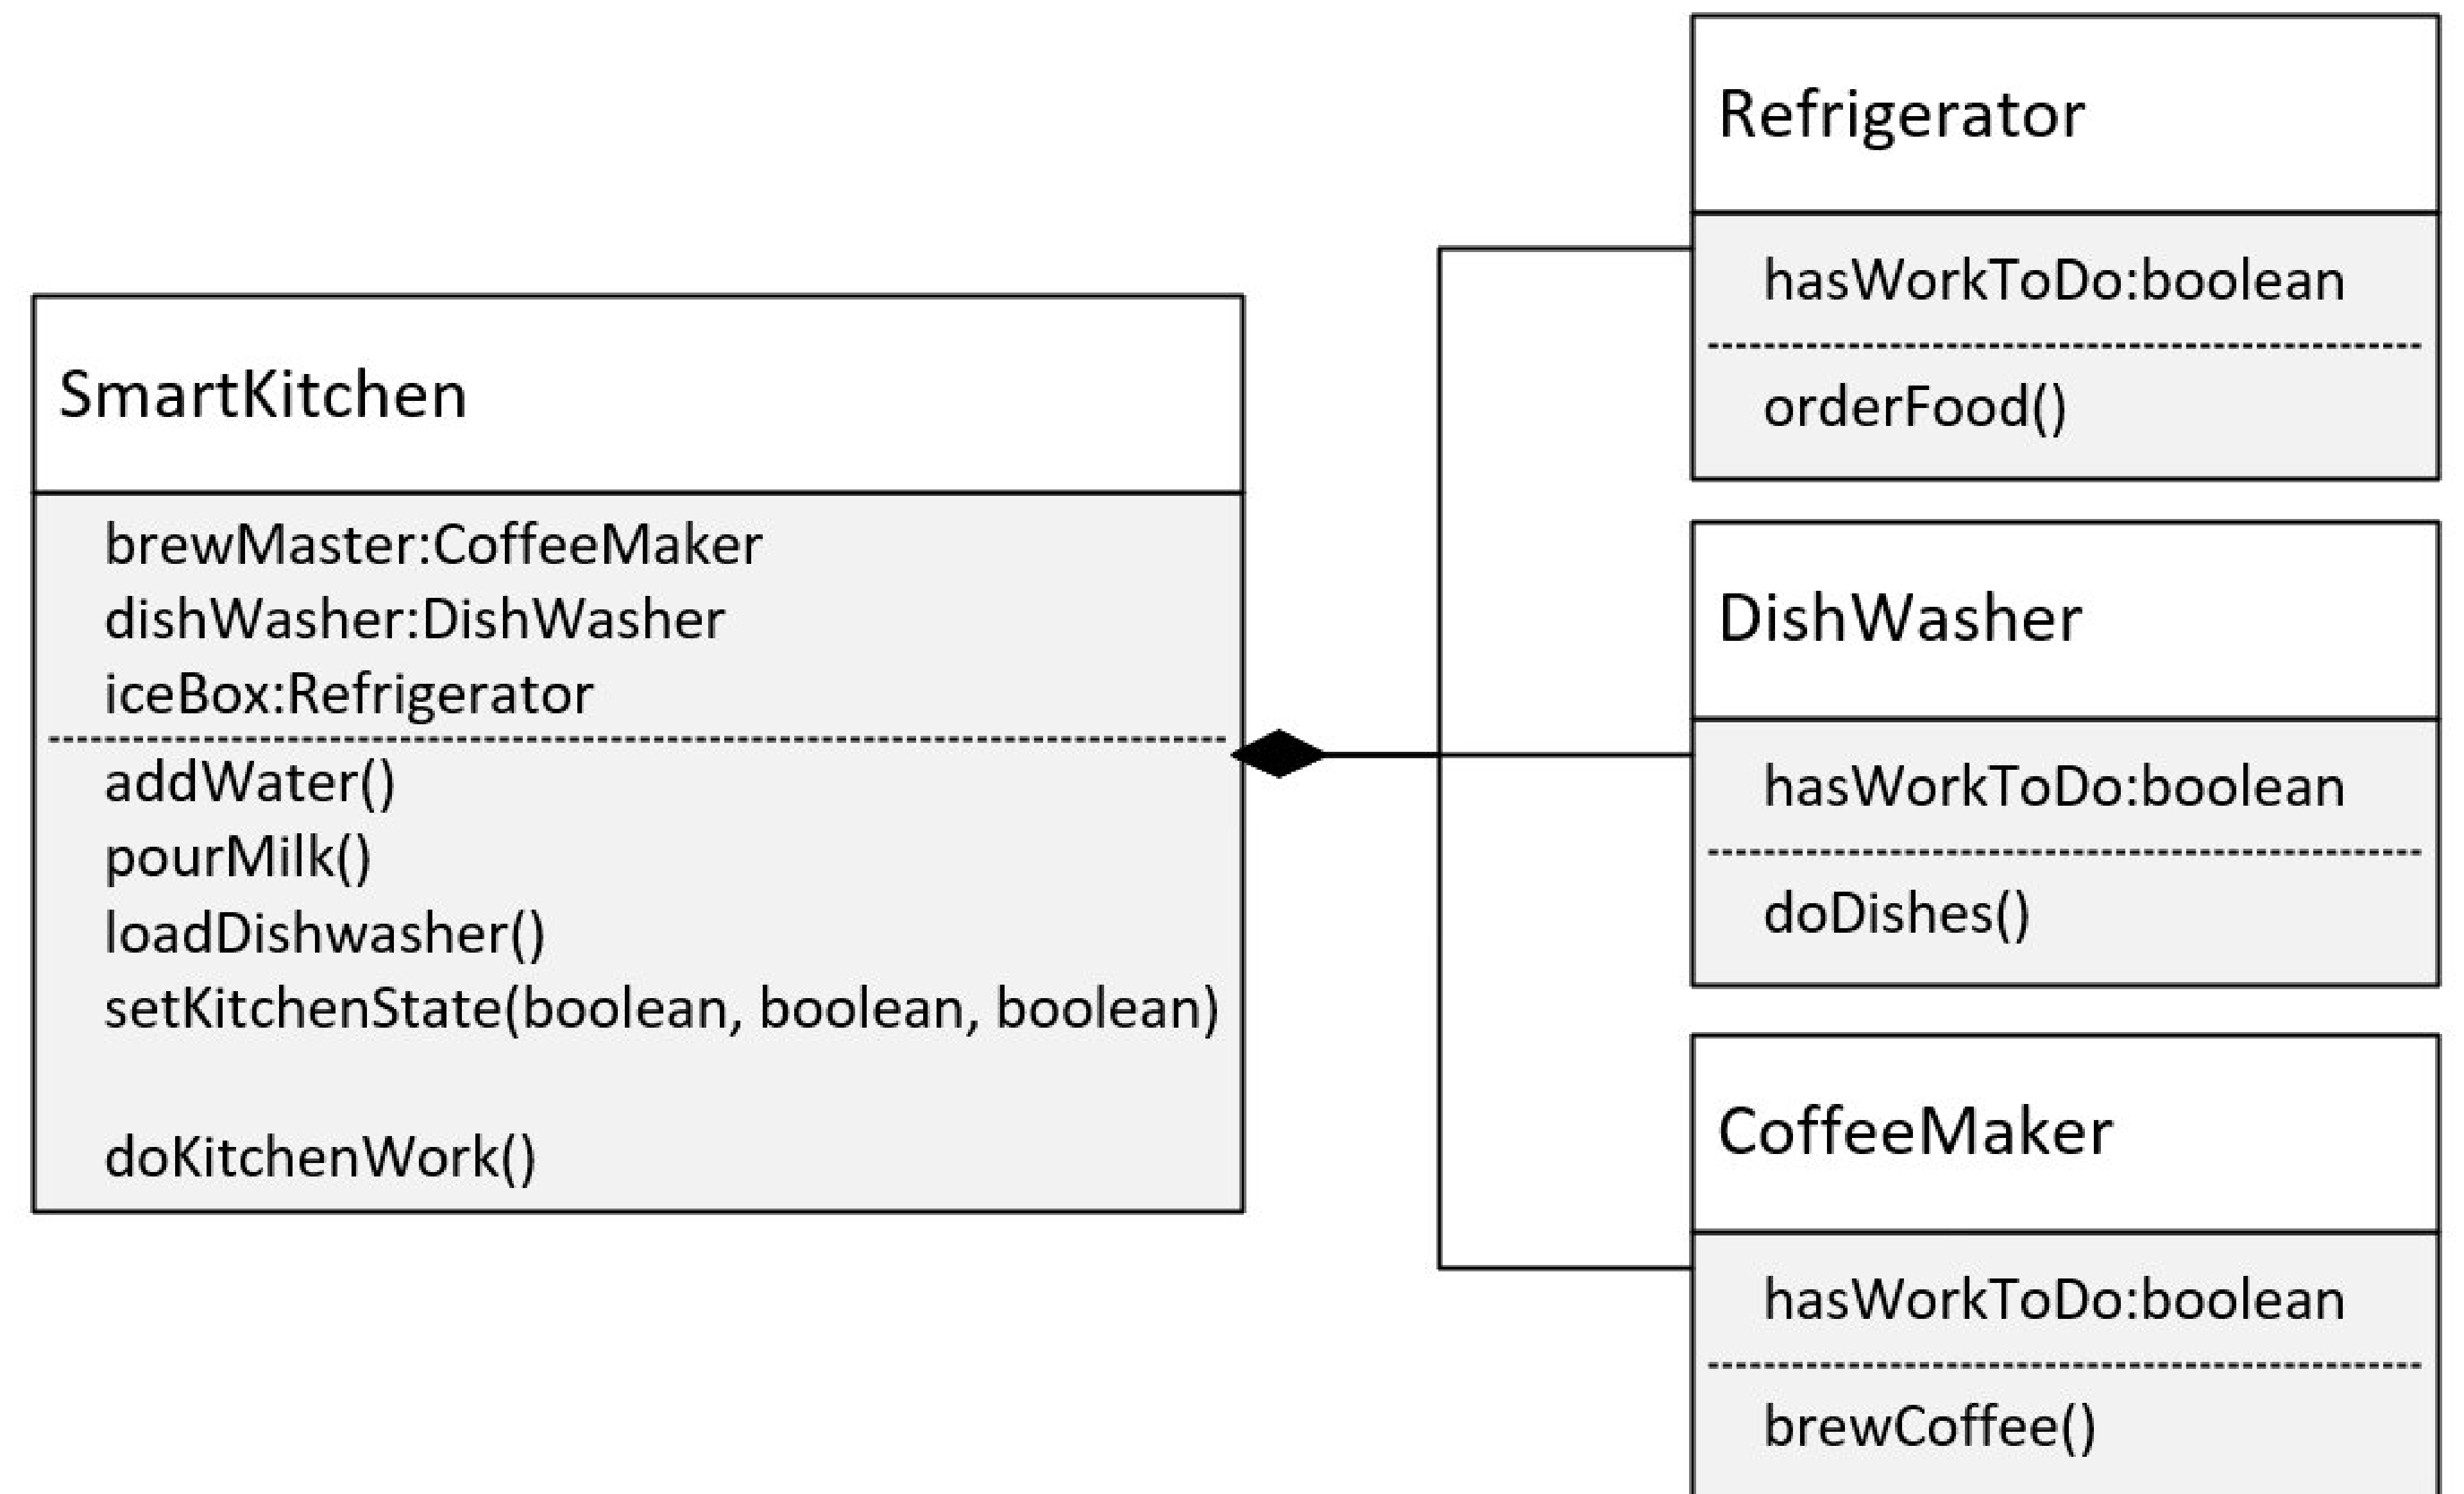 SmartKitchen
brewMaster:CoffeeMaker
dishWasher:DishWasher
iceBox:Refrigerator
addWater()
pourMilk()
loadDishwasher()
setKitchenState(boolean, boolean, boolean)
doKitchenWork()
Refrigerator
hasWorkToDo:boolean
orderFood()
DishWasher
hasWorkToDo:boolean
doDishes()
CoffeeMaker
hasWorkToDo:boolean
brewCoffee()